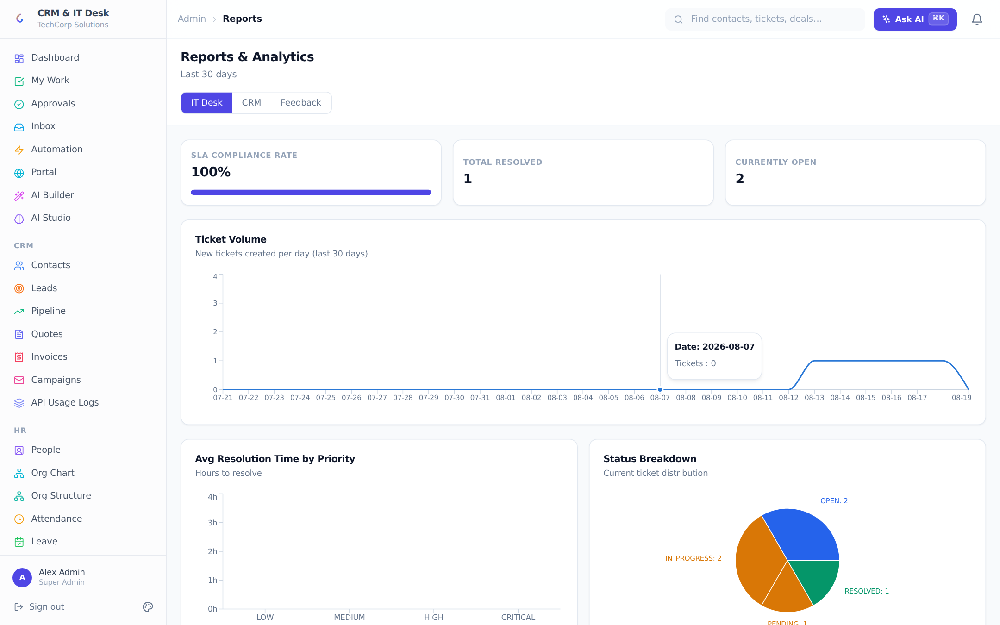 CRM & IT Desk
TechCorp Solutions
Dashboard
My Work
Approvals
Inbox
Automation
Portal
AI Builder
AI Studio
CRM
Contacts
Leads
Pipeline
Quotes
Invoices
Campaigns
API Usage Logs
HR
People
Org Chart
Org Structure
Attendance
Leave
A
Alex Admin
Super Admin
Sign out
Admin
Reports
Find contacts, tickets, deals...
Ask AI ⌘K
Reports & Analytics
Last 30 days
IT Desk CRM Feedback
SLA COMPLIANCE RATE
100%
TOTAL RESOLVED
1
CURRENTLY OPEN
2
Ticket Volume
New tickets created per day (last 30 days)
4
3
2
1
0
Date: 2026-08-07
Tickets : 0
07-21 07-22 07-23 07-24 07-25 07-26 07-27 07-28 07-29 07-30 07-31 08-01 08-02 08-03 08-04 08-05 08-06 08-07 08-08 08-09 08-10 08-11 08-12 08-13 08-14 08-15 08-16 08-17 08-19
Avg Resolution Time by Priority
Hours to resolve
4h
3h
2h
1h
0h
LOW MEDIUM HIGH CRITICAL
Status Breakdown
Current ticket distribution
OPEN: 2
IN_PROGRESS: 2
RESOLVED: 1
PENDING: 1